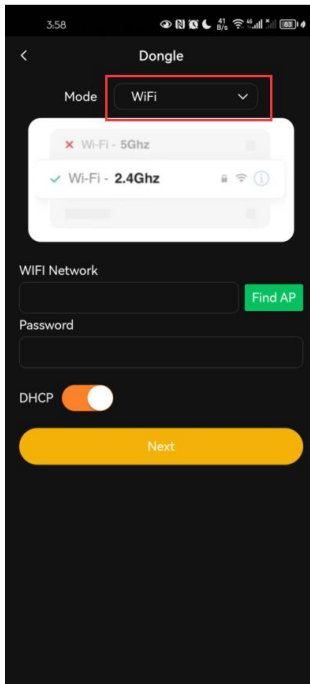 3:58
41 B/s
Dongle
Mode WiFi
Wi-Fi - 5Ghz
Wi-Fi - 2.4Ghz
WIFI Network
Find AP
Password
DHCP
Next